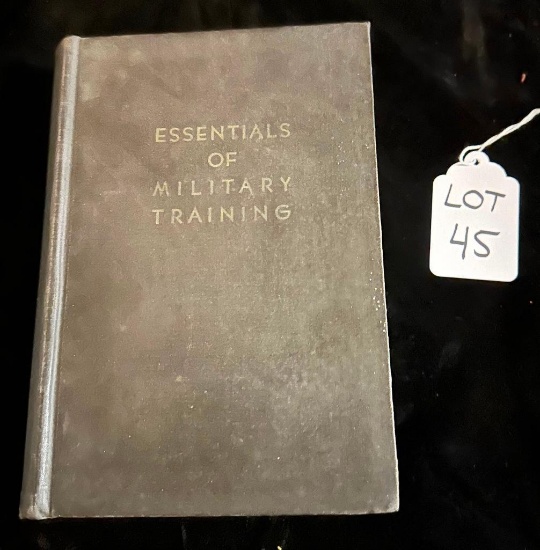 ESSENTIALS
OF
MILITARY
TRAINING
LOT
45